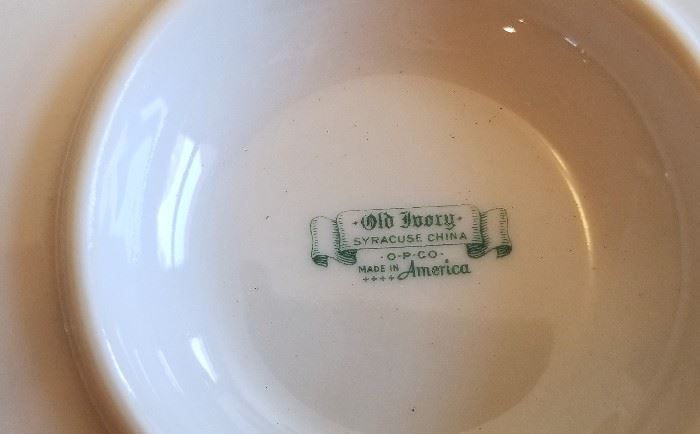 ·Old Ivory·
SYRACUSE CHINA
·O·P·CO·
MADE IN America
++++